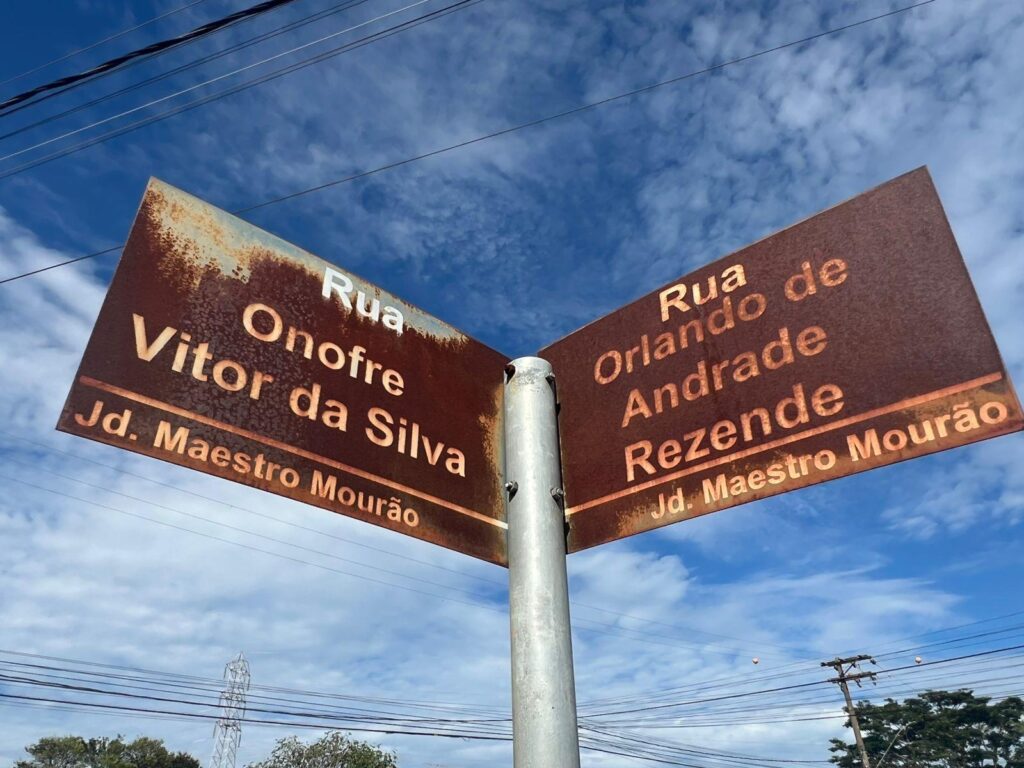 Rua
Onofre
Vitor da Silva
Jd. Maestro Mourão
Rua
Orlando de
Andrade
Rezende
Jd. Maestro Mourão